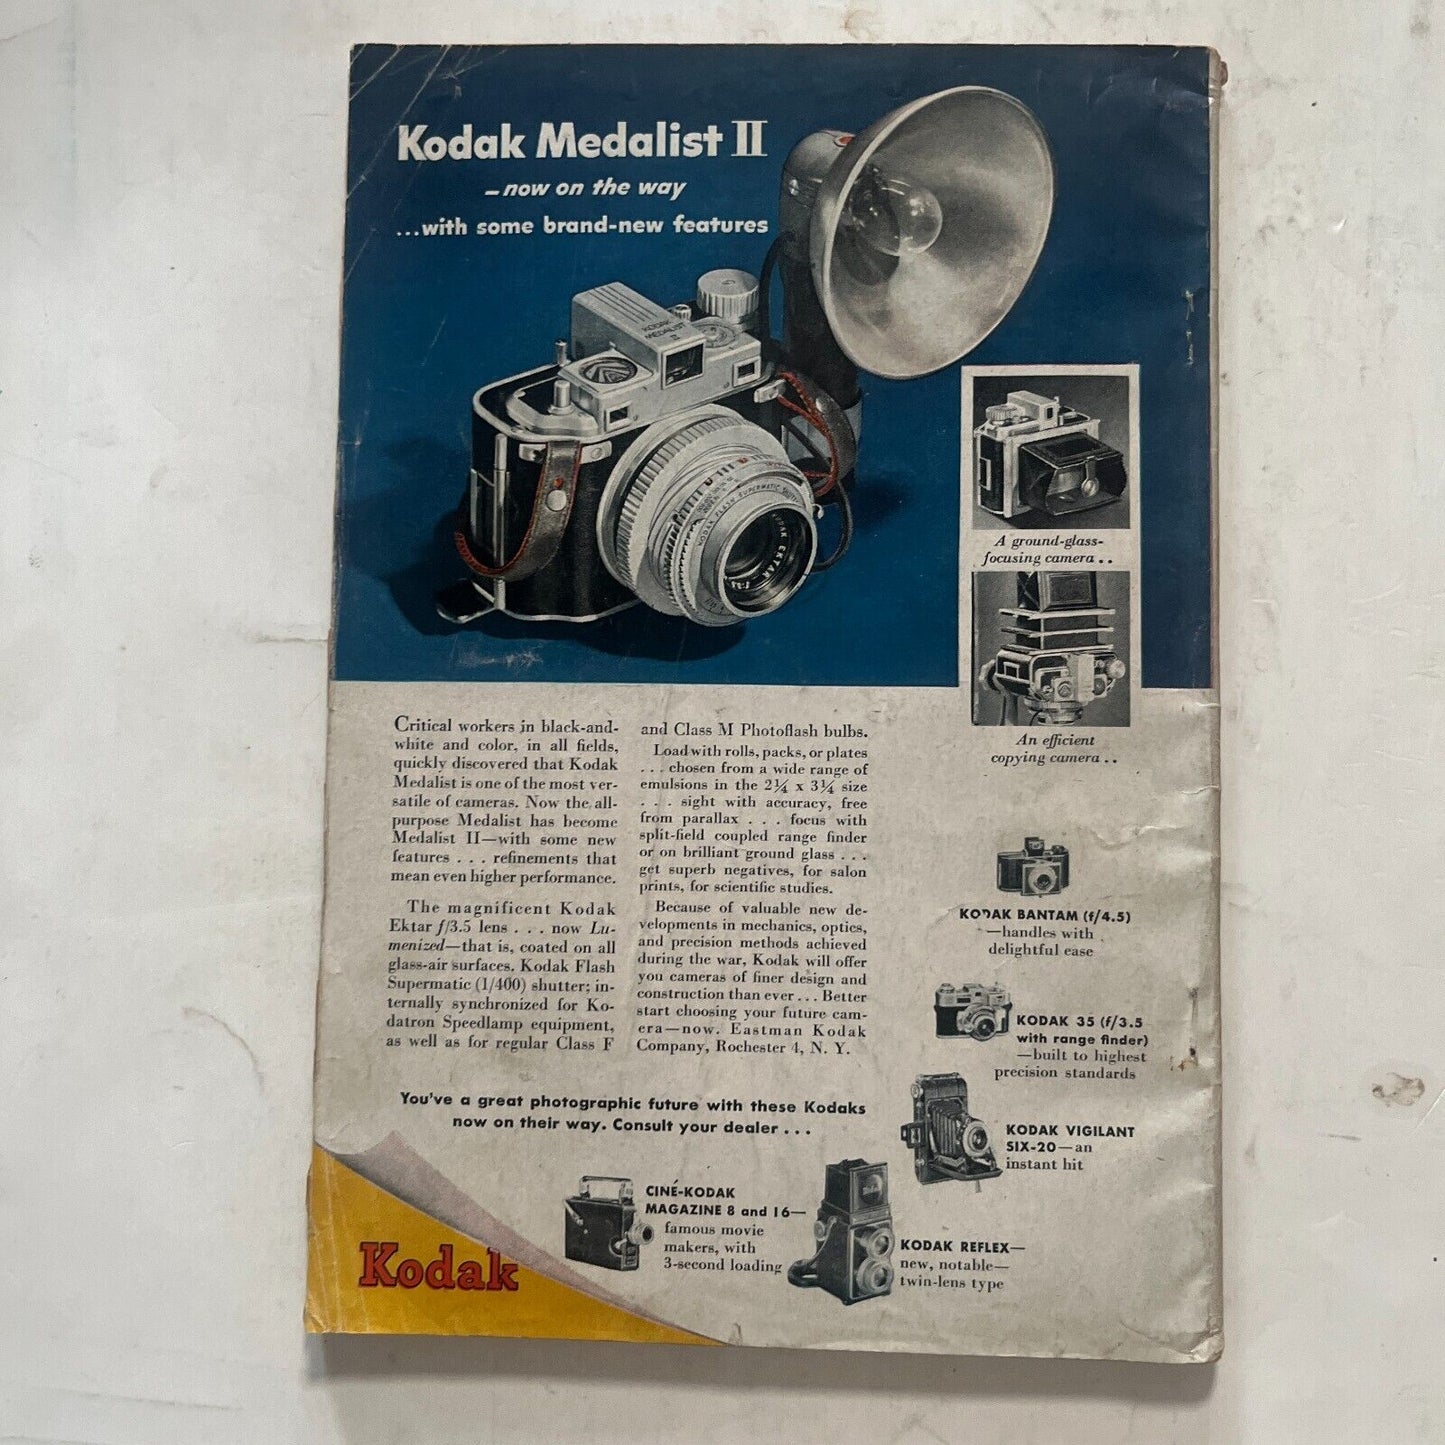 Kodak Medalist II
—now on the way
...with some brand-new features
KODAK
MEDALIST
II
KODAK FLASH SUPERMATIC SHUTTER
KODAK EKTAR
A ground-glass-
focusing camera . .
An efficient
copying camera . .
Critical workers in black-and-
white and color, in all fields,
quickly discovered that Kodak
Medalist is one of the most ver-
satile of cameras. Now the all-
purpose Medalist has become
Medalist II—with some new
features . . . refinements that
mean even higher performance.
The magnificent Kodak
Ektar f/3.5 lens . . . now Lu-
menized—that is, coated on all
glass-air surfaces. Kodak Flash
Supermatic (1/400) shutter; in-
ternally synchronized for Ko-
datron Speedlamp equipment,
as well as for regular Class F
and Class M Photoflash bulbs.
Load with rolls, packs, or plates
. . . chosen from a wide range of
emulsions in the 2¼ x 3¼ size
. . . sight with accuracy, free
from parallax . . . focus with
split-field coupled range finder
or on brilliant ground glass . . .
get superb negatives, for salon
prints, for scientific studies.
Because of valuable new de-
velopments in mechanics, optics,
and precision methods achieved
during the war, Kodak will offer
you cameras of finer design and
construction than ever . . . Better
start choosing your future cam-
era—now. Eastman Kodak
Company, Rochester 4, N. Y.
You've a great photographic future with these Kodaks
now on their way. Consult your dealer . . .
KODAK BANTAM (f/4.5)
—handles with
delightful ease
KODAK 35 (f/3.5
with range finder)
—built to highest
precision standards
KODAK VIGILANT
SIX-20—an
instant hit
CINÉ-KODAK
MAGAZINE 8 and 16—
famous movie
makers, with
3-second loading
KODAK REFLEX—
new, notable—
twin-lens type
Kodak